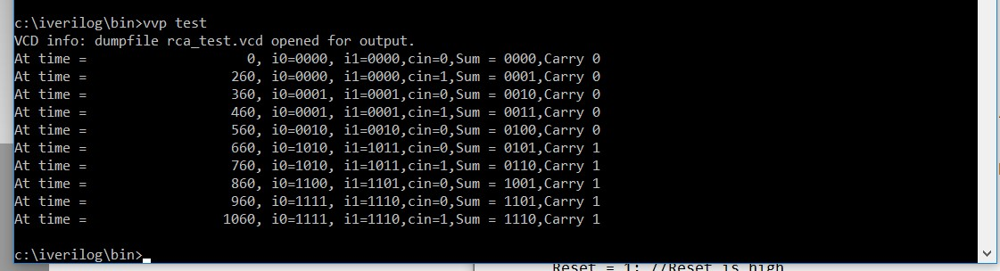 c:\iverilog\bin>vvp test
VCD info: dumpfile rca_test.vcd opened for output.
At time =                    0, i0=0000, i1=0000,cin=0,Sum = 0000,Carry 0
At time =                  260, i0=0000, i1=0000,cin=1,Sum = 0001,Carry 0
At time =                  360, i0=0001, i1=0001,cin=0,Sum = 0010,Carry 0
At time =                  460, i0=0001, i1=0001,cin=1,Sum = 0011,Carry 0
At time =                  560, i0=0010, i1=0010,cin=0,Sum = 0100,Carry 0
At time =                  660, i0=1010, i1=1011,cin=0,Sum = 0101,Carry 1
At time =                  760, i0=1010, i1=1011,cin=1,Sum = 0110,Carry 1
At time =                  860, i0=1100, i1=1101,cin=0,Sum = 1001,Carry 1
At time =                  960, i0=1111, i1=1110,cin=0,Sum = 1101,Carry 1
At time =                 1060, i0=1111, i1=1110,cin=1,Sum = 1110,Carry 1
c:\iverilog\bin>
Reset = 1; //Reset is high